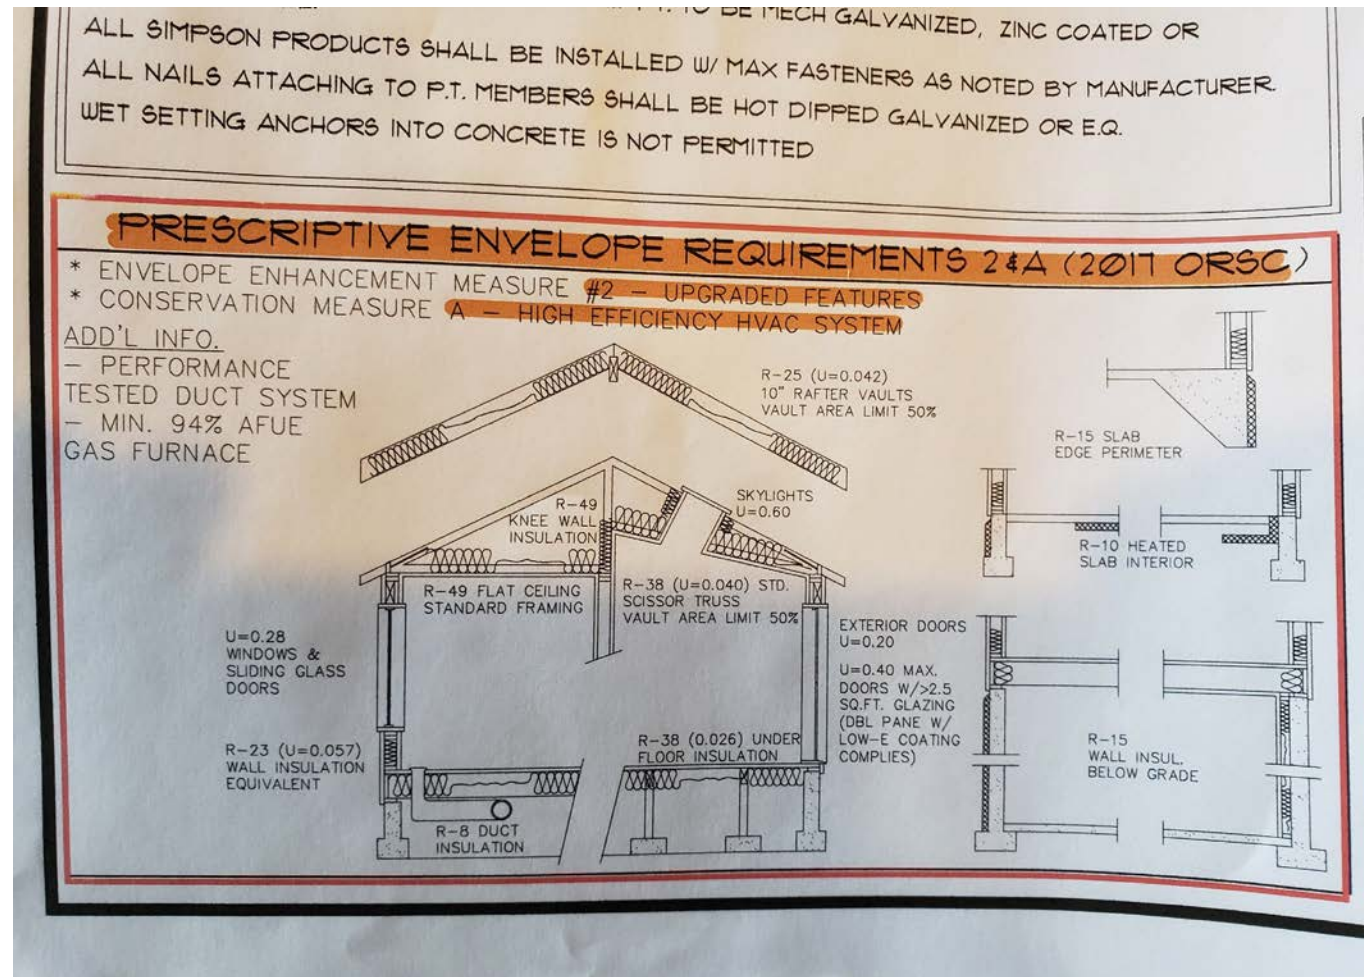 TO BE MECH GALVANIZED, ZINC COATED OR
ALL SIMPSON PRODUCTS SHALL BE INSTALLED W/ MAX FASTENERS AS NOTED BY MANUFACTURER.
ALL NAILS ATTACHING TO P.T. MEMBERS SHALL BE HOT DIPPED GALVANIZED OR E.Q.
WET SETTING ANCHORS INTO CONCRETE IS NOT PERMITTED
PRESCRIPTIVE ENVELOPE REQUIREMENTS 2&A (2017 ORSC)
* ENVELOPE ENHANCEMENT MEASURE #2 – UPGRADED FEATURES
* CONSERVATION MEASURE A – HIGH EFFICIENCY HVAC SYSTEM
ADD'L INFO.
– PERFORMANCE
TESTED DUCT SYSTEM
– MIN. 94% AFUE
GAS FURNACE
R–25 (U=0.042)
10" RAFTER VAULTS
VAULT AREA LIMIT 50%
R–15 SLAB
EDGE PERIMETER
R–49
KNEE WALL
INSULATION
SKYLIGHTS
U=0.60
R–10 HEATED
SLAB INTERIOR
R–49 FLAT CEILING
STANDARD FRAMING
R–38 (U=0.040) STD.
SCISSOR TRUSS
VAULT AREA LIMIT 50%
U=0.28
WINDOWS &
SLIDING GLASS
DOORS
EXTERIOR DOORS
U=0.20
U=0.40 MAX.
DOORS W/>2.5
SQ.FT. GLAZING
(DBL PANE W/
LOW–E COATING
COMPLIES)
R–23 (U=0.057)
WALL INSULATION
EQUIVALENT
R–38 (0.026) UNDER
FLOOR INSULATION
R–15
WALL INSUL.
BELOW GRADE
R–8 DUCT
INSULATION